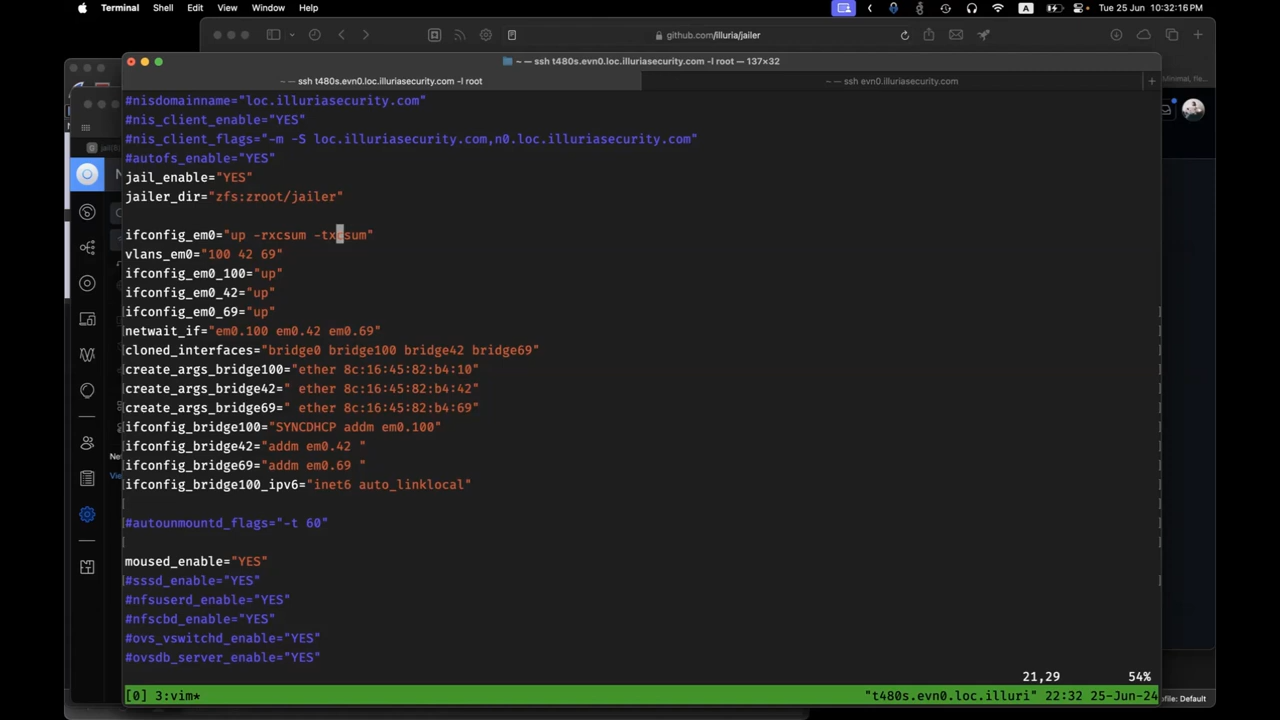 Terminal Shell Edit View Window Help
A Tue 25 Jun 10:32:16 PM
github.com/illuria/jailer
~ — ssh t480s.evn0.loc.illuriasecurity.com -l root — 137×32
~ — ssh t480s.evn0.loc.illuriasecurity.com -l root
~ — ssh evn0.illuriasecurity.com
#nisdomainname="loc.illuriasecurity.com"
#nis_client_enable="YES"
#nis_client_flags="-m -S loc.illuriasecurity.com,n0.loc.illuriasecurity.com"
#autofs_enable="YES"
jail_enable="YES"
jailer_dir="zfs:zroot/jailer"
ifconfig_em0="up -rxcsum -txcsum"
vlans_em0="100 42 69"
ifconfig_em0_100="up"
ifconfig_em0_42="up"
ifconfig_em0_69="up"
netwait_if="em0.100 em0.42 em0.69"
cloned_interfaces="bridge0 bridge100 bridge42 bridge69"
create_args_bridge100="ether 8c:16:45:82:b4:10"
create_args_bridge42=" ether 8c:16:45:82:b4:42"
create_args_bridge69=" ether 8c:16:45:82:b4:69"
ifconfig_bridge100="SYNCDHCP addm em0.100"
ifconfig_bridge42="addm em0.42 "
ifconfig_bridge69="addm em0.69 "
ifconfig_bridge100_ipv6="inet6 auto_linklocal"
#autounmountd_flags="-t 60"
moused_enable="YES"
#sssd_enable="YES"
#nfsuserd_enable="YES"
#nfscbd_enable="YES"
#ovs_vswitchd_enable="YES"
#ovsdb_server_enable="YES"
21,29 54%
[0] 3:vim* "t480s.evn0.loc.illuri" 22:32 25-Jun-24